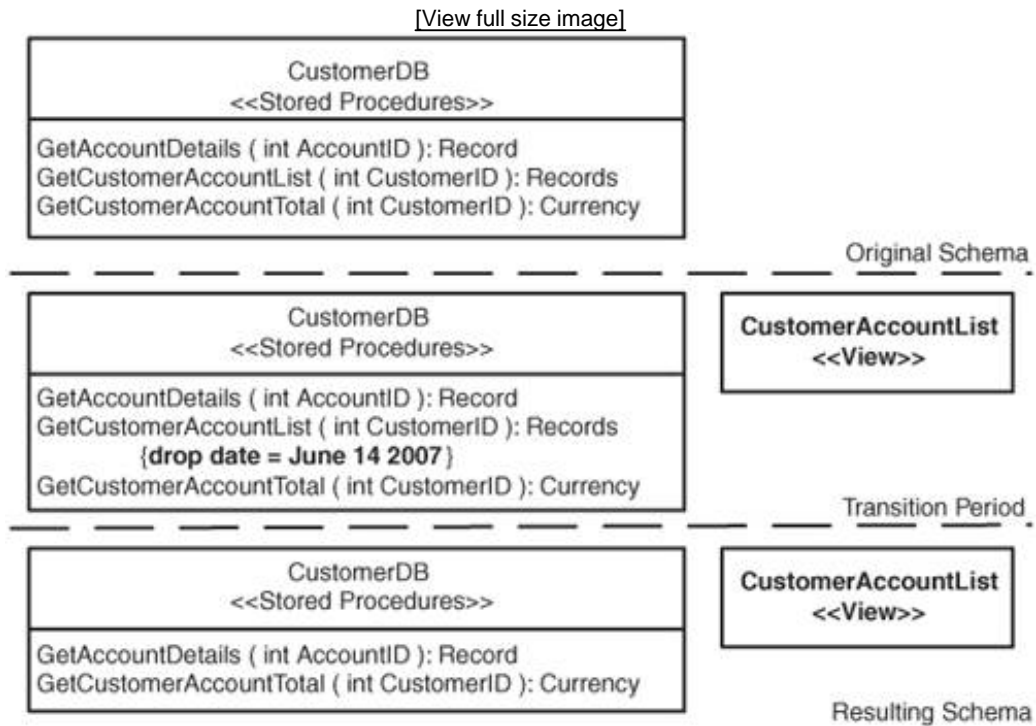 [View full size image]
CustomerDB
<<Stored Procedures>>
GetAccountDetails ( int AccountID ): Record
GetCustomerAccountList ( int CustomerID ): Records
GetCustomerAccountTotal ( int CustomerID ): Currency
Original Schema
CustomerDB
<<Stored Procedures>>
GetAccountDetails ( int AccountID ): Record
GetCustomerAccountList ( int CustomerID ): Records
{drop date = June 14 2007}
GetCustomerAccountTotal ( int CustomerID ): Currency
CustomerAccountList
<<View>>
Transition Period
CustomerDB
<<Stored Procedures>>
GetAccountDetails ( int AccountID ): Record
GetCustomerAccountTotal ( int CustomerID ): Currency
CustomerAccountList
<<View>>
Resulting Schema